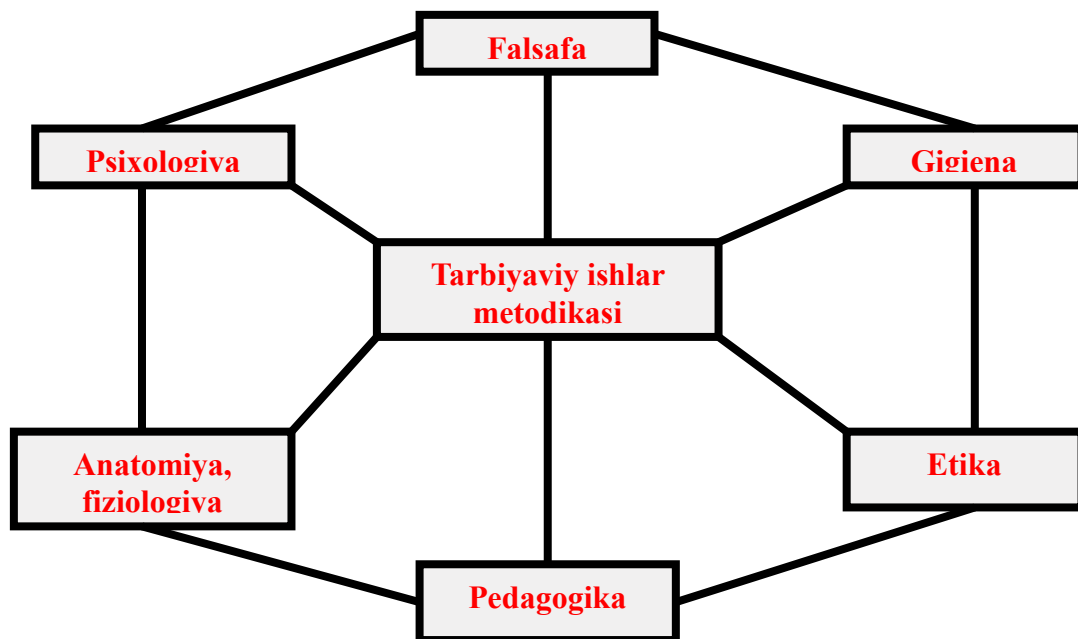 Falsafa
Psixologiya
Gigiena
Tarbiyaviy ishlar
metodikasi
Anatomiya,
fiziologiya
Etika
Pedagogika